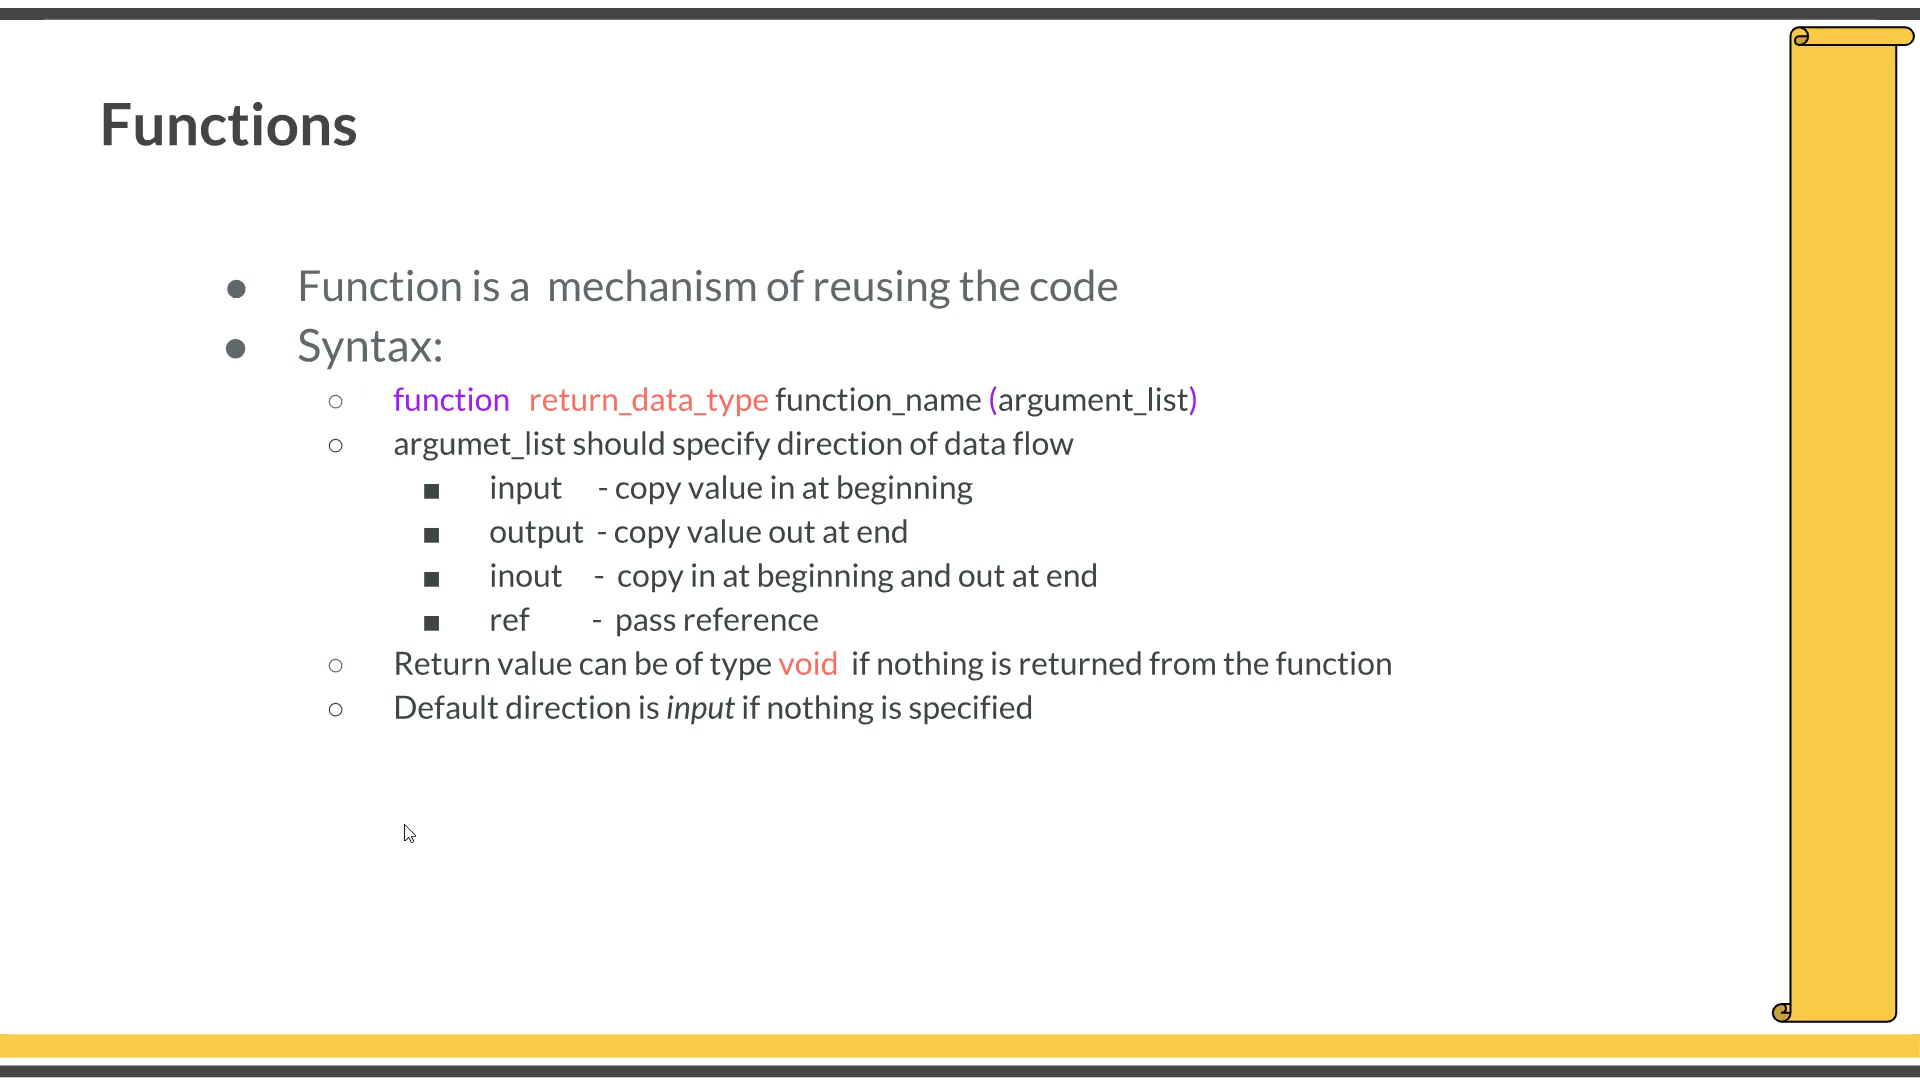 Functions
● Function is a mechanism of reusing the code
● Syntax:
○ function return_data_type function_name (argument_list)
○ argumet_list should specify direction of data flow
■ input - copy value in at beginning
■ output - copy value out at end
■ inout - copy in at beginning and out at end
■ ref - pass reference
○ Return value can be of type void if nothing is returned from the function
○ Default direction is input if nothing is specified